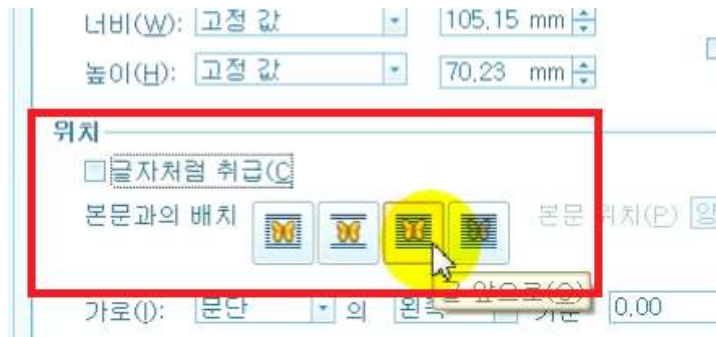 너비(W): 고정 값 105,15 mm
높이(H): 고정 값 70,23 mm
위치
글자처럼 취급(C
본문과의 배치 본문 위치(P)
앞으로(O)
가로(I): 문단 의 왼쪽 기준 0,00